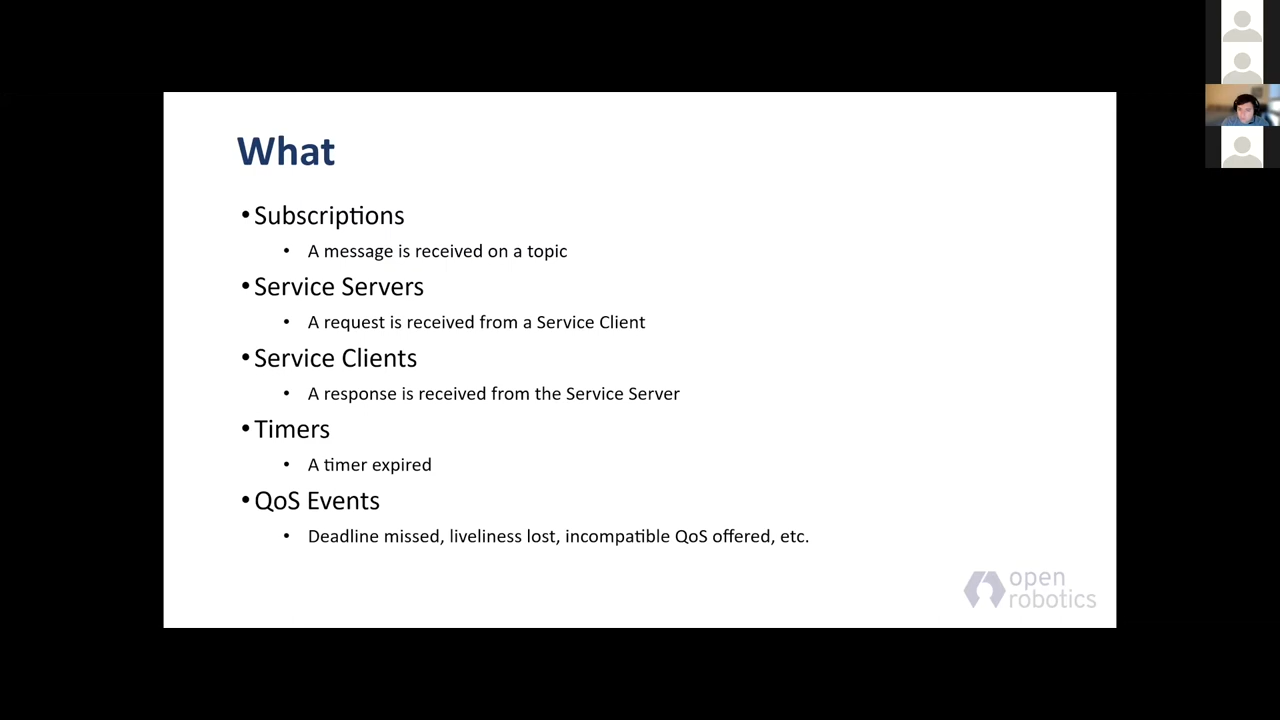 What
• Subscriptions
• A message is received on a topic
• Service Servers
• A request is received from a Service Client
• Service Clients
• A response is received from the Service Server
• Timers
• A timer expired
• QoS Events
• Deadline missed, liveliness lost, incompatible QoS offered, etc.
open
robotics